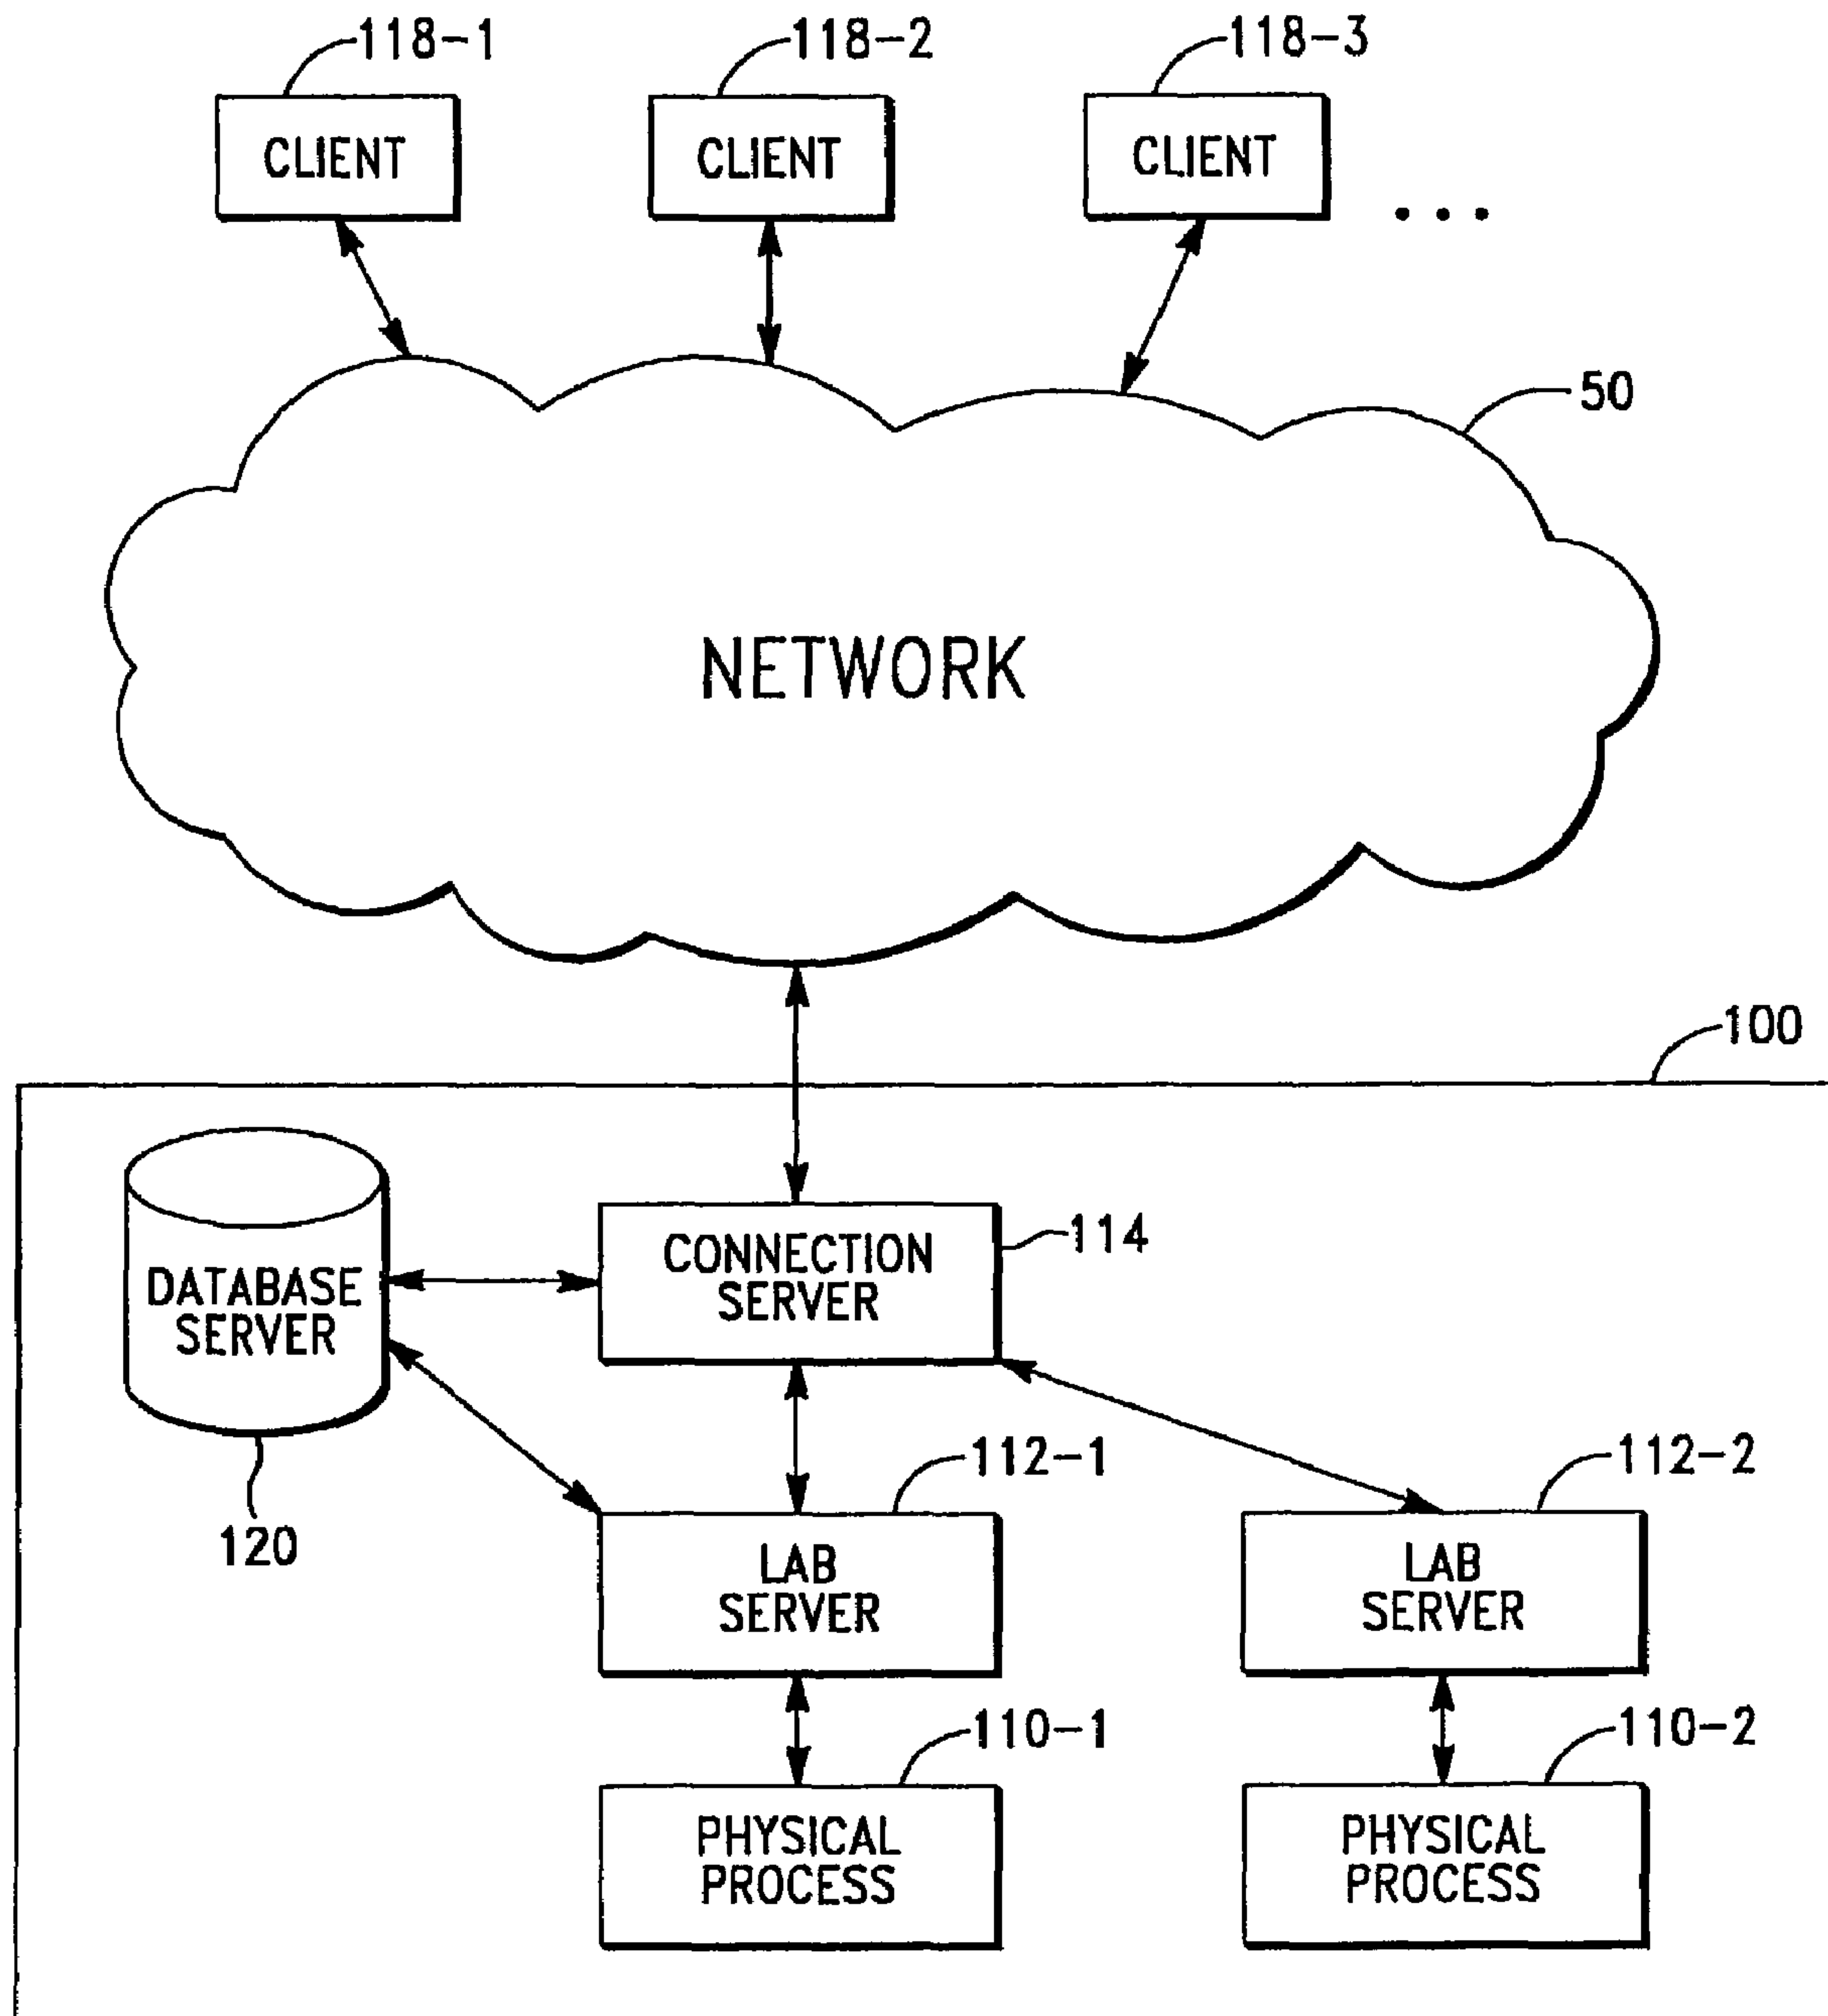 118-1
118-2
118-3
CLIENT
CLIENT
CLIENT
...
50
NETWORK
100
DATABASE
SERVER
120
CONNECTION
SERVER
114
112-1
112-2
LAB
SERVER
LAB
SERVER
110-1
110-2
PHYSICAL
PROCESS
PHYSICAL
PROCESS